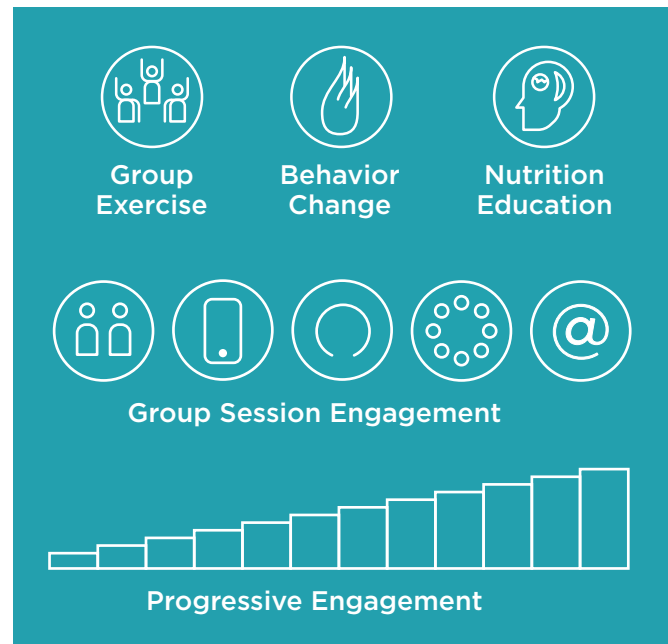 Group
Exercise
Behavior
Change
Nutrition
Education
@
Group Session Engagement
Progressive Engagement